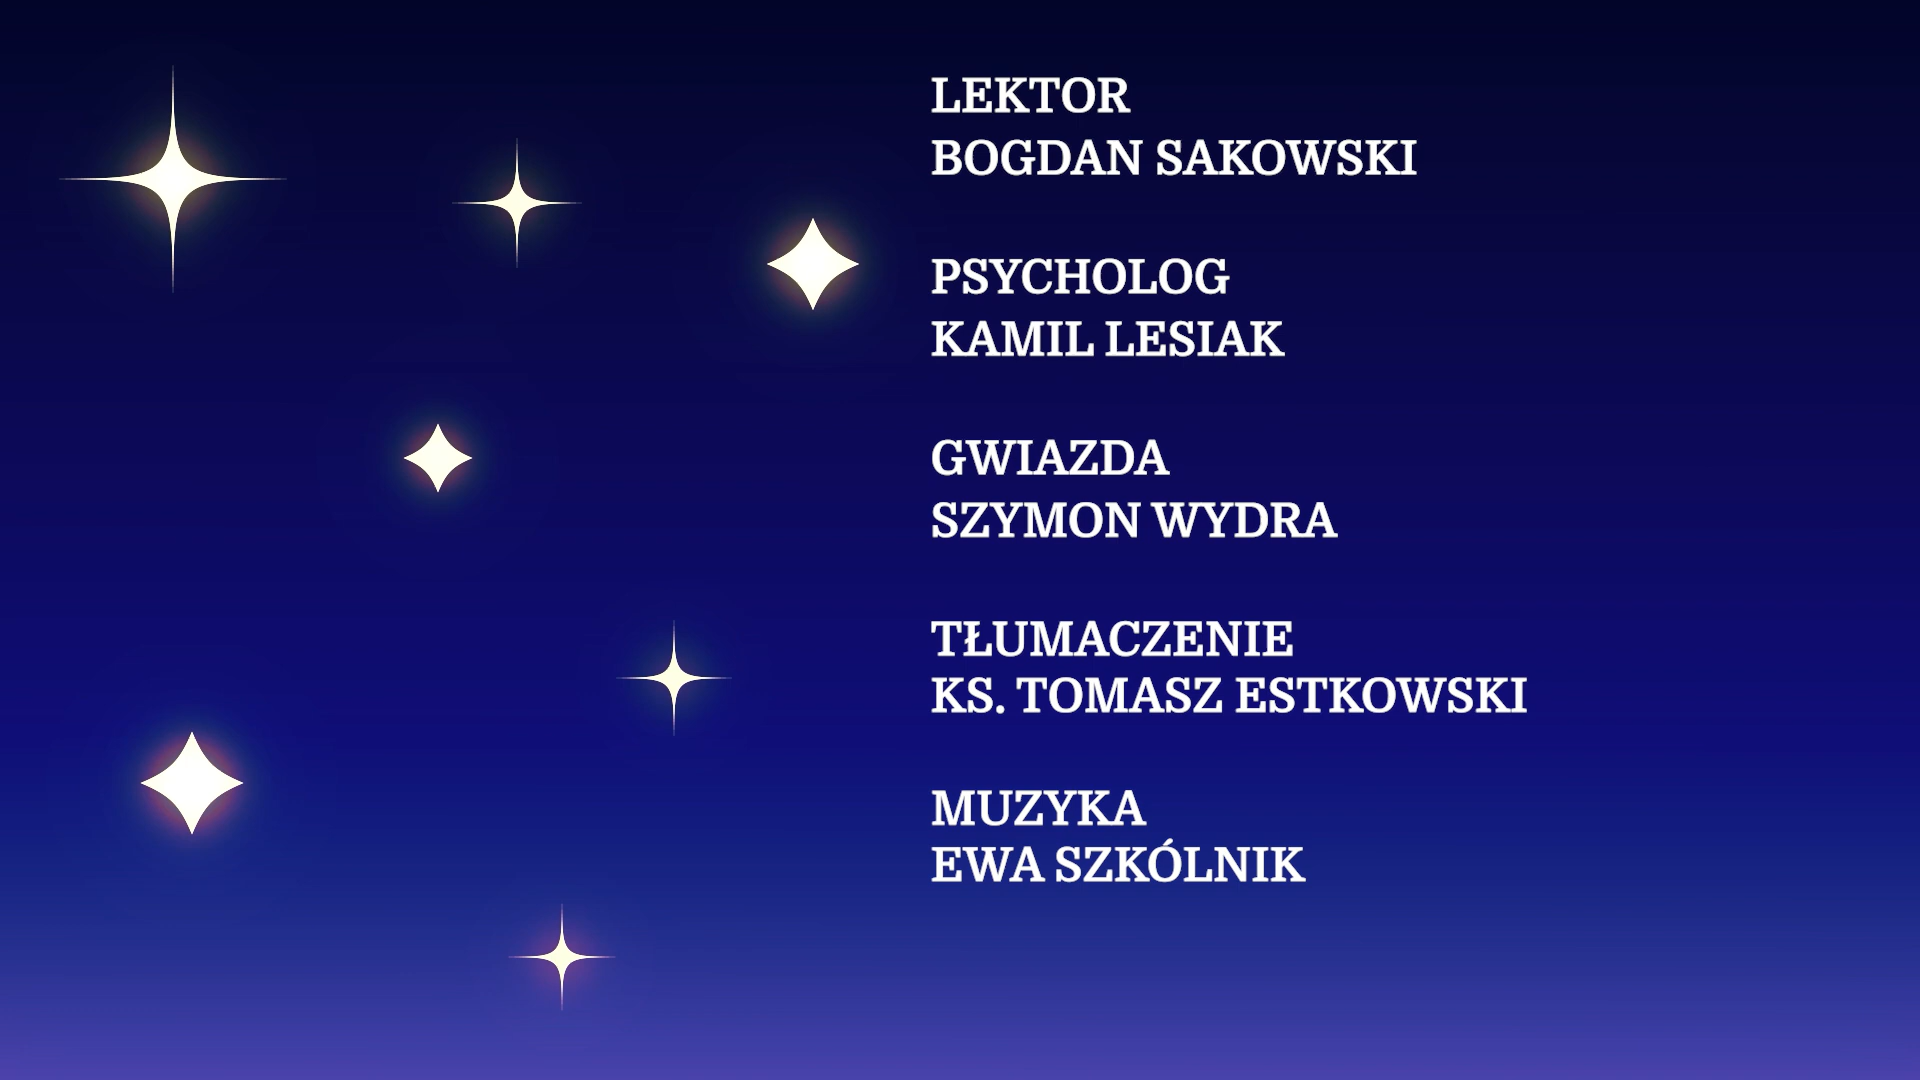 LEKTOR
BOGDAN SAKOWSKI
PSYCHOLOG
KAMIL LESIAK
GWIAZDA
SZYMON WYDRA
TŁUMACZENIE
KS. TOMASZ ESTKOWSKI
MUZYKA
EWA SZKÓLNIK